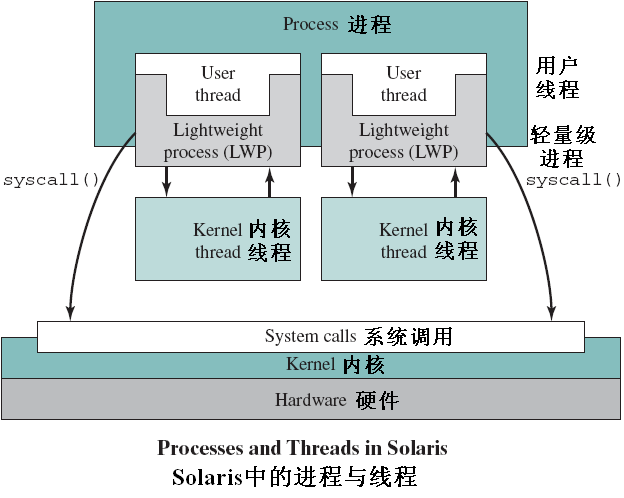 Process 进程
User
thread
User
thread
用户
线程
Lightweight
process (LWP)
Lightweight
process (LWP)
轻量级
进程
syscall()
syscall()
Kernel 内核
thread 线程
Kernel 内核
thread 线程
System calls 系统调用
Kernel 内核
Hardware 硬件
Processes and Threads in Solaris
Solaris中的进程与线程